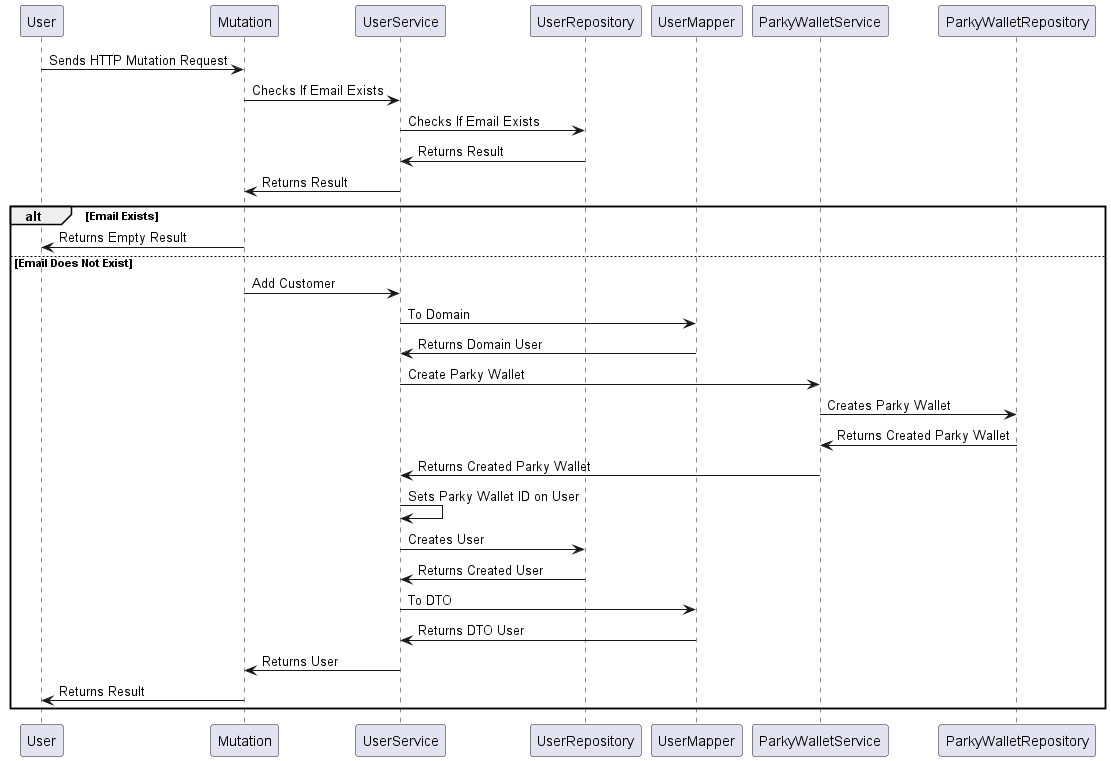 User Mutation UserService UserRepository UserMapper ParkyWalletService ParkyWalletRepository
Sends HTTP Mutation Request
Checks If Email Exists
Checks If Email Exists
Returns Result
Returns Result
alt [Email Exists]
Returns Empty Result
[Email Does Not Exist]
Add Customer
To Domain
Returns Domain User
Create Parky Wallet
Creates Parky Wallet
Returns Created Parky Wallet
Returns Created Parky Wallet
Sets Parky Wallet ID on User
Creates User
Returns Created User
To DTO
Returns DTO User
Returns User
Returns Result
User Mutation UserService UserRepository UserMapper ParkyWalletService ParkyWalletRepository